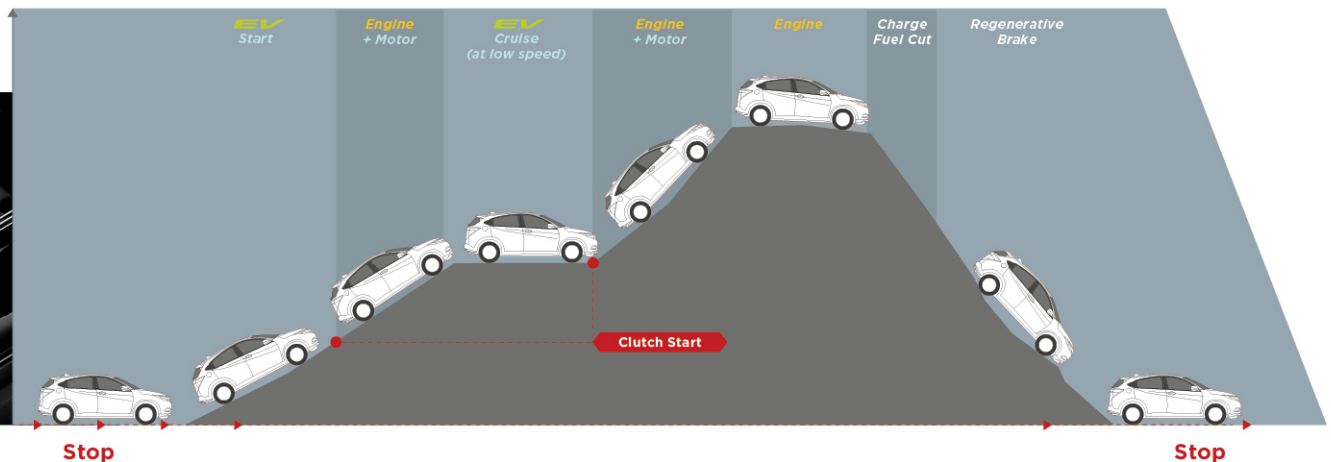 EV
Start
Engine
+ Motor
EV
Cruise
(at low speed)
Engine
+ Motor
Engine
Charge
Fuel Cut
Regenerative
Brake
Clutch Start
Stop
Stop